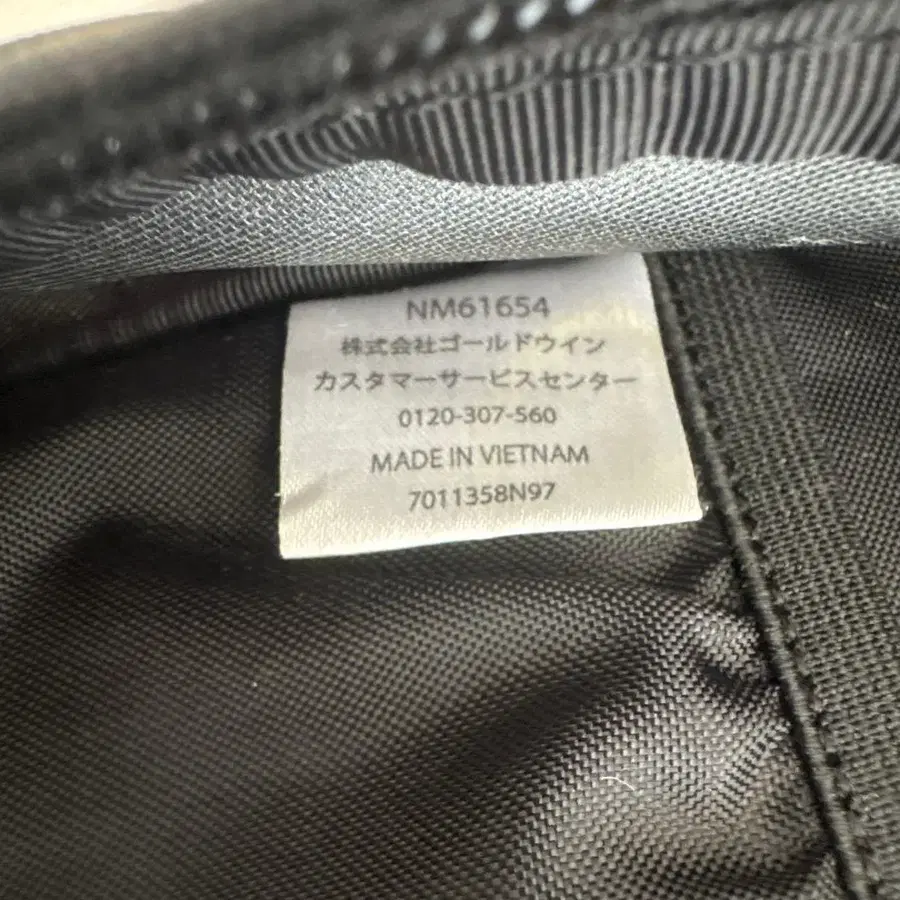 NM61654
株式会社ゴールドウイン
カスタマーサービスセンター
0120-307-560
MADE IN VIETNAM
7011358N97